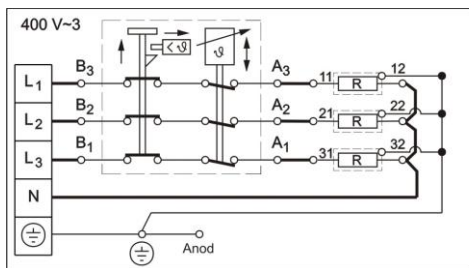 400 V~3
< ϑ
ϑ
L1 B3 A3 11 R 12
L2 B2 A2 21 R 22
L3 B1 A1 31 R 32
N
Anod